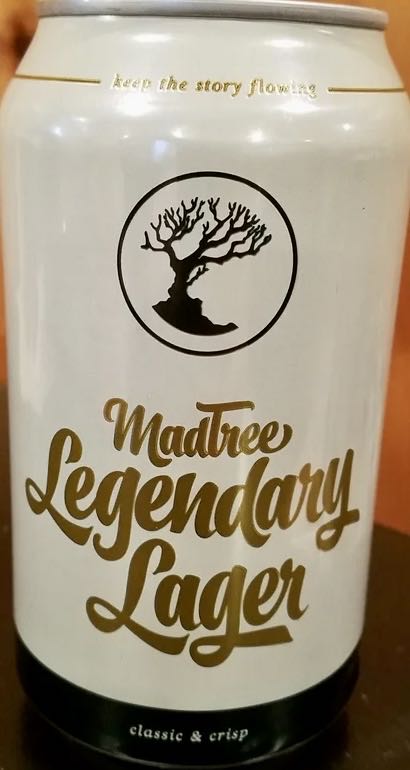 keep the story flowing
MadTree
Legendary
Lager
classic & crisp